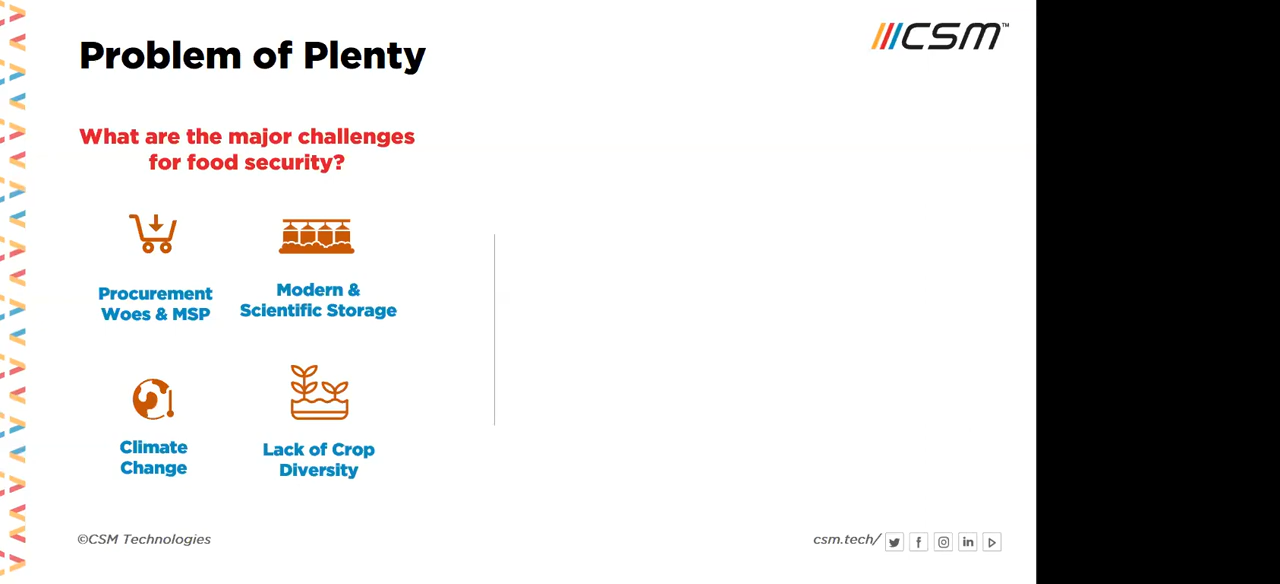 Problem of Plenty
CSM™
What are the major challenges
for food security?
Procurement
Woes & MSP
Modern &
Scientific Storage
Climate
Change
Lack of Crop
Diversity
©CSM Technologies
csm.tech/